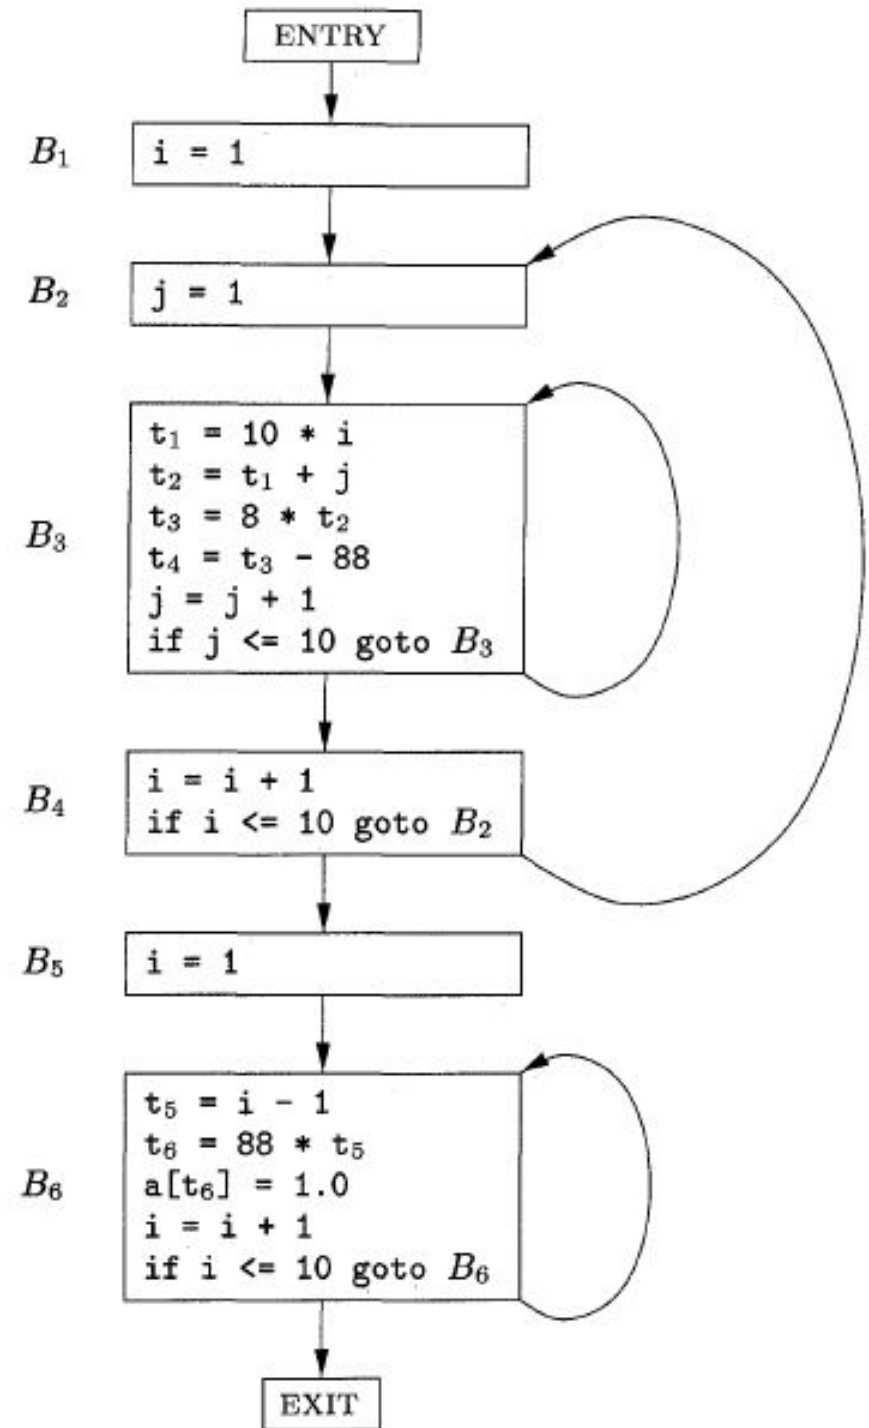 ENTRY
B₁
i = 1
B₂
j = 1
B₃
t₁ = 10 * i
t₂ = t₁ + j
t₃ = 8 * t₂
t₄ = t₃ - 88
j = j + 1
if j <= 10 goto B₃
B₄
i = i + 1
if i <= 10 goto B₂
B₅
i = 1
B₆
t₅ = i - 1
t₆ = 88 * t₅
a[t₆] = 1.0
i = i + 1
if i <= 10 goto B₆
EXIT